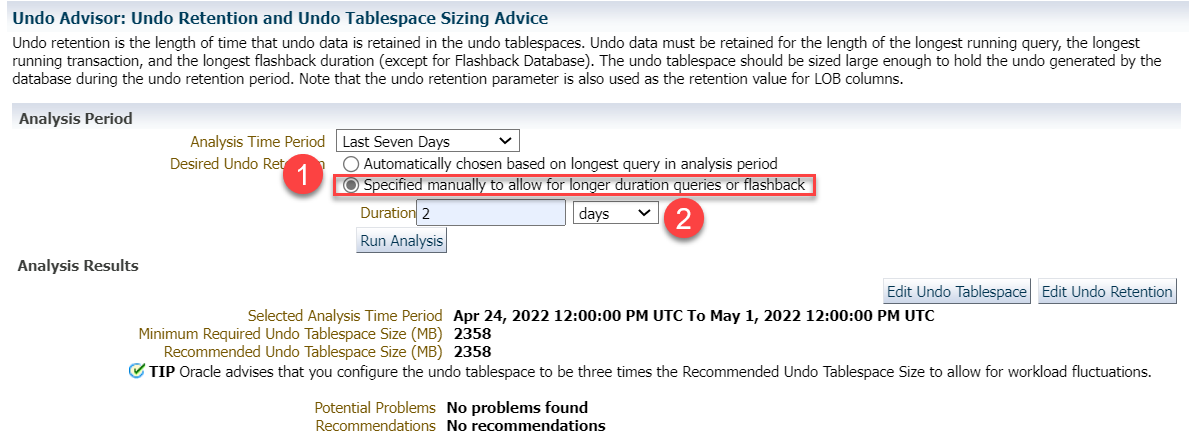 Undo Advisor: Undo Retention and Undo Tablespace Sizing Advice
Undo retention is the length of time that undo data is retained in the undo tablespaces. Undo data must be retained for the length of the longest running query, the longest
running transaction, and the longest flashback duration (except for Flashback Database). The undo tablespace should be sized large enough to hold the undo generated by the
database during the undo retention period. Note that the undo retention parameter is also used as the retention value for LOB columns.
Analysis Period
Analysis Time Period Last Seven Days
Desired Undo Ret n Automatically chosen based on longest query in analysis period
1 Specified manually to allow for longer duration queries or flashback
Duration 2 days 2
Run Analysis
Analysis Results
Edit Undo Tablespace Edit Undo Retention
Selected Analysis Time Period Apr 24, 2022 12:00:00 PM UTC To May 1, 2022 12:00:00 PM UTC
Minimum Required Undo Tablespace Size (MB) 2358
Recommended Undo Tablespace Size (MB) 2358
TIP Oracle advises that you configure the undo tablespace to be three times the Recommended Undo Tablespace Size to allow for workload fluctuations.
Potential Problems No problems found
Recommendations No recommendations